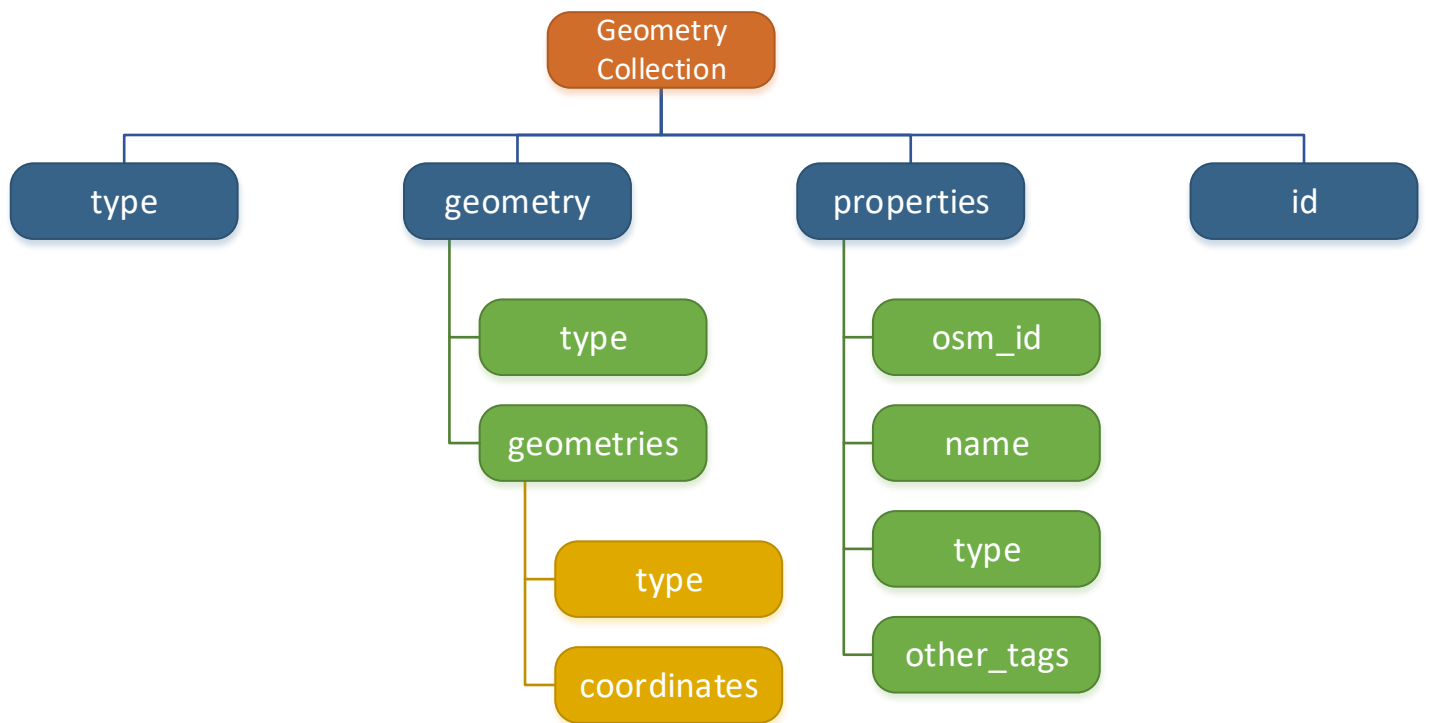 Geometry
Collection
type
geometry
properties
id
type
geometries
type
coordinates
osm_id
name
type
other_tags